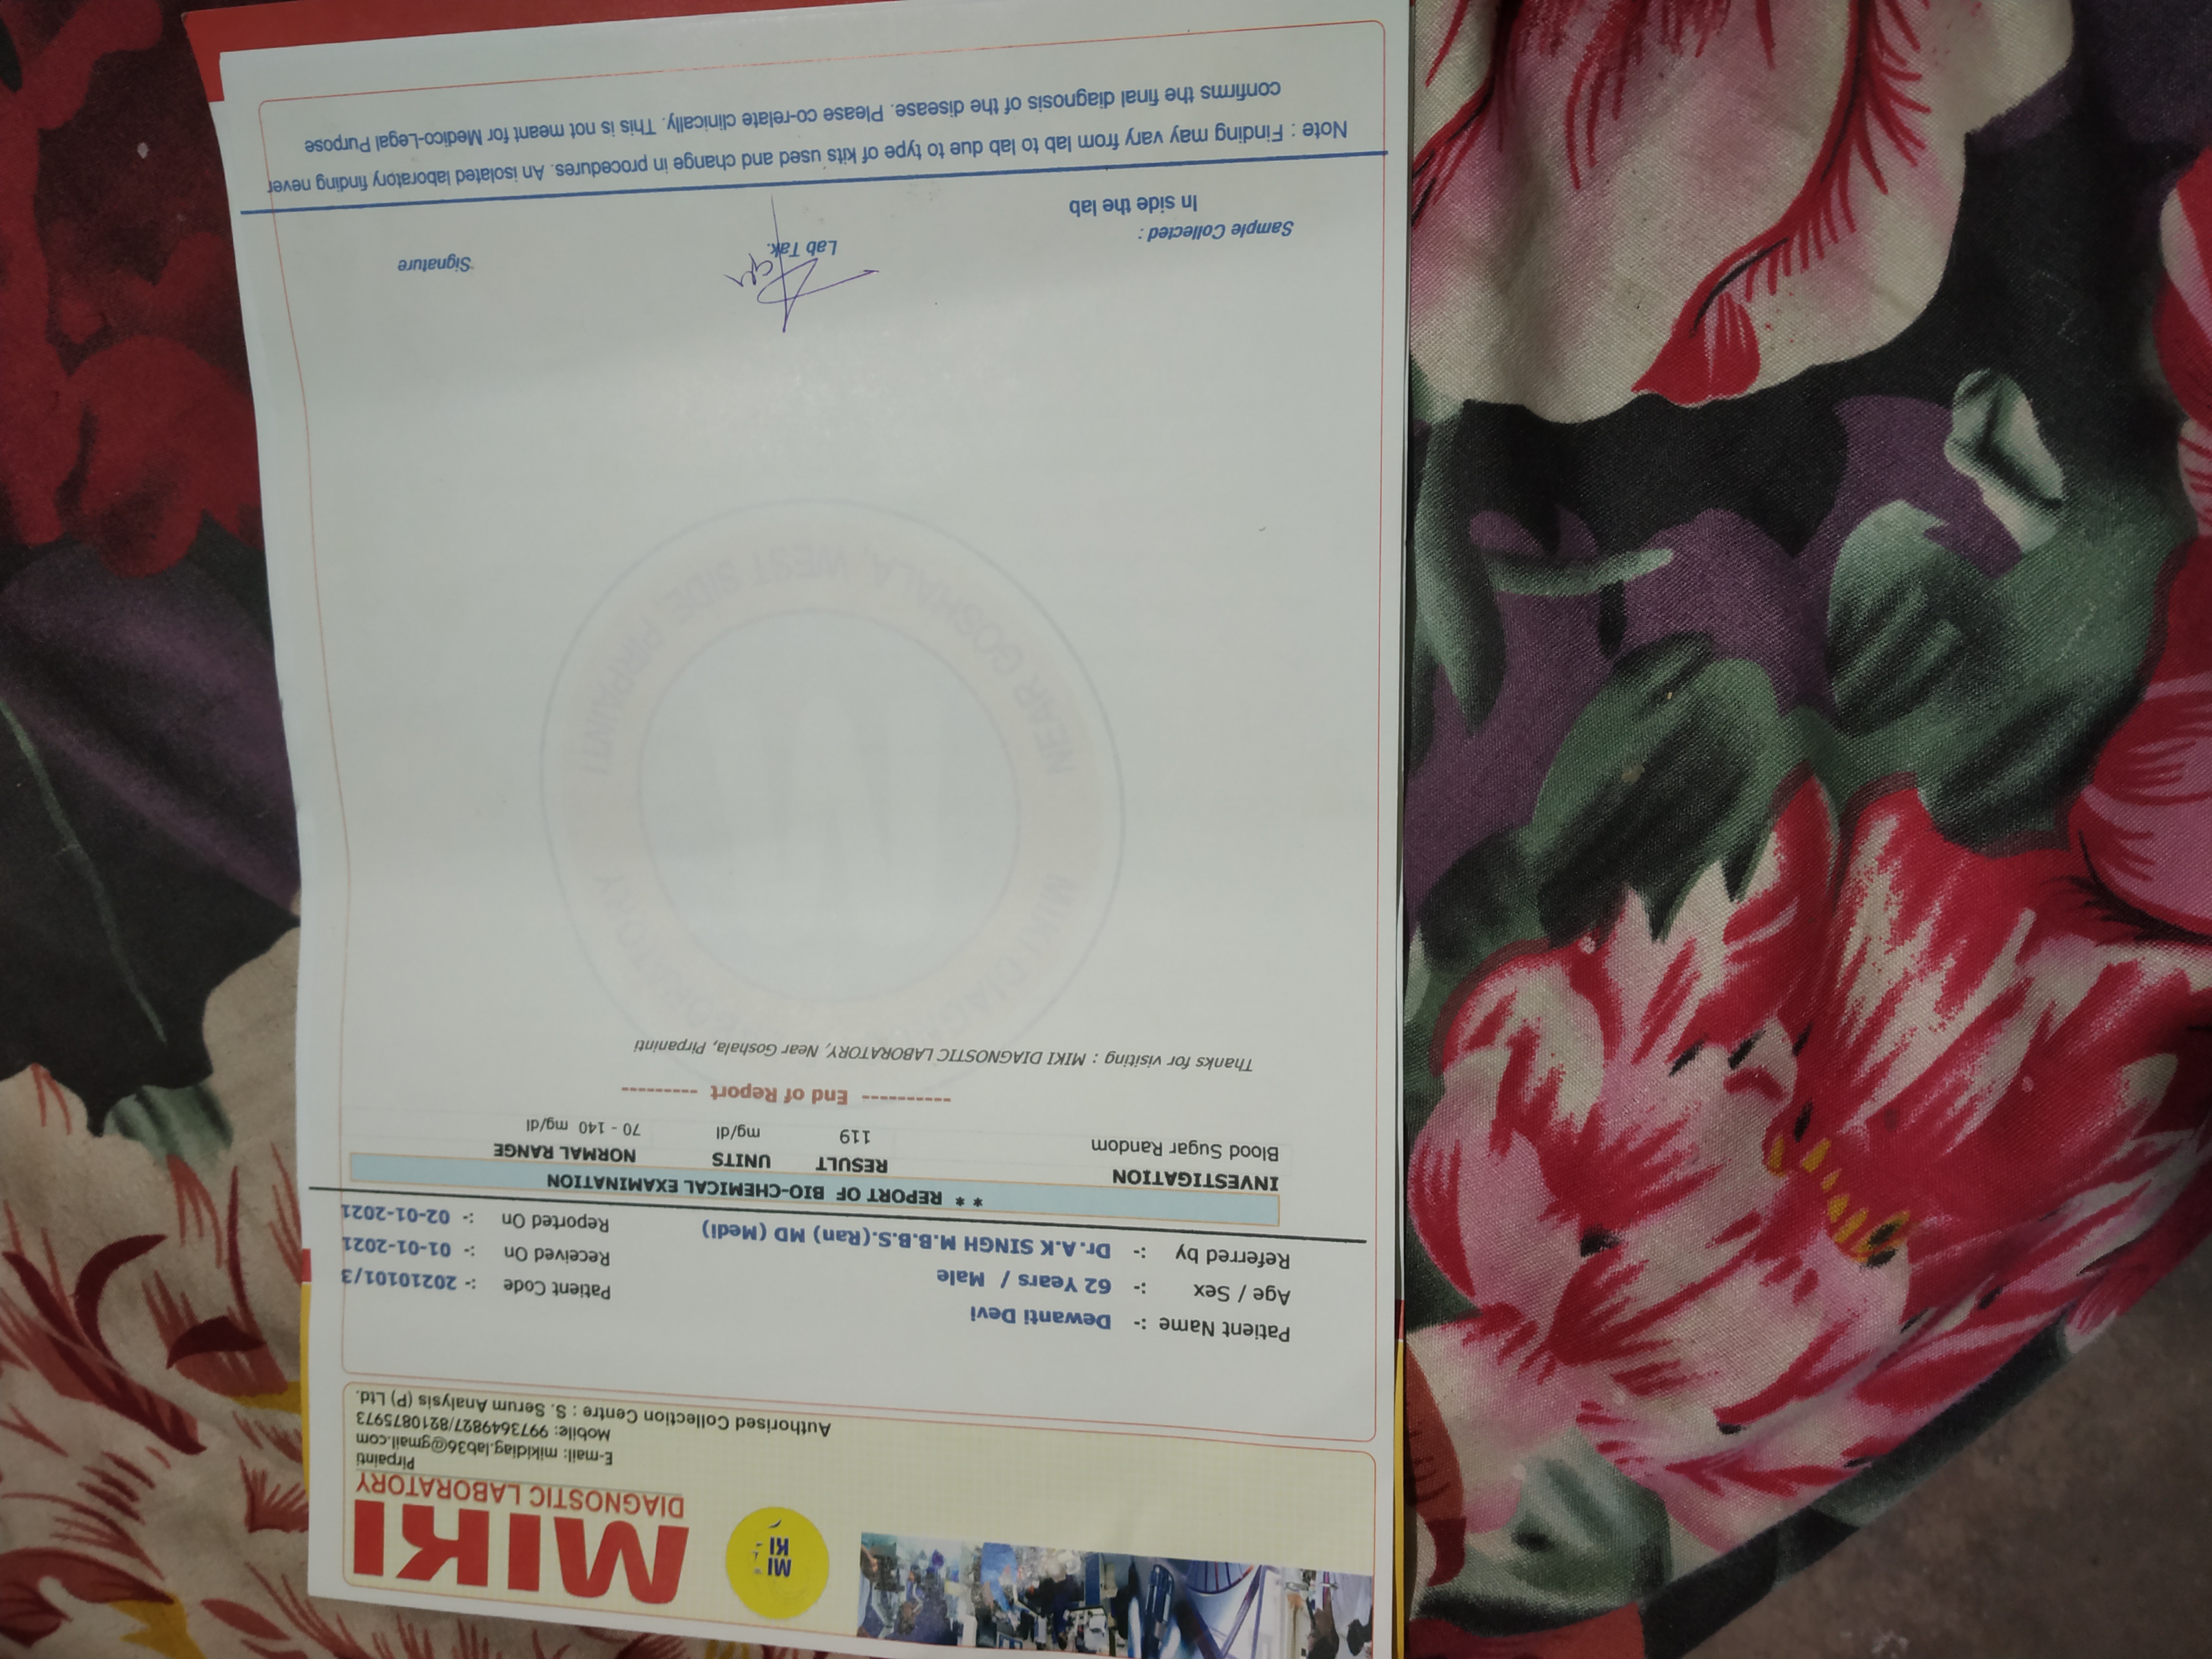 MI
KI
MIKI
DIAGNOSTIC LABORATORY
Pirpainti
E-mail: mikidiag.lab36@gmail.com
Mobile: 9973649827/8210875973
Authorised Collection Centre : S. Serum Analysis (P) Ltd.
Patient Name :- Dewanti Devi
Age / Sex :- 62 Years / Male
Referred by :- Dr.A.K SINGH M.B.B.S.(Ran) MD (Medi)
Patient Code :- 20210101/3
Received On :- 01-01-2021
Reported On :- 02-01-2021
* * REPORT OF BIO-CHEMICAL EXAMINATION
INVESTIGATION RESULT UNITS NORMAL RANGE
Blood Sugar Random 119 mg/dl 70 - 140 mg/dl
---------- End of Report ---------
Thanks for visiting : MIKI DIAGNOSTIC LABORATORY, Near Goshala, Pirpaninti
NEAR GOSHALA, WEST SIDE, PIRPAINTI
Lab Tak.
Signature
Sample Collected :
In side the lab
Note : Finding may vary from lab to lab due to type of kits used and change in procedures. An isolated laboratory finding never
confirms the final diagnosis of the disease. Please co-relate clinically. This is not meant for Medico-Legal Purpose